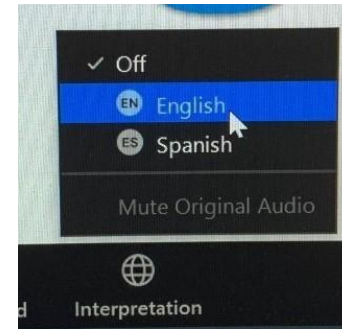 Off
EN English
ES Spanish
Mute Original Audio
d
Interpretation